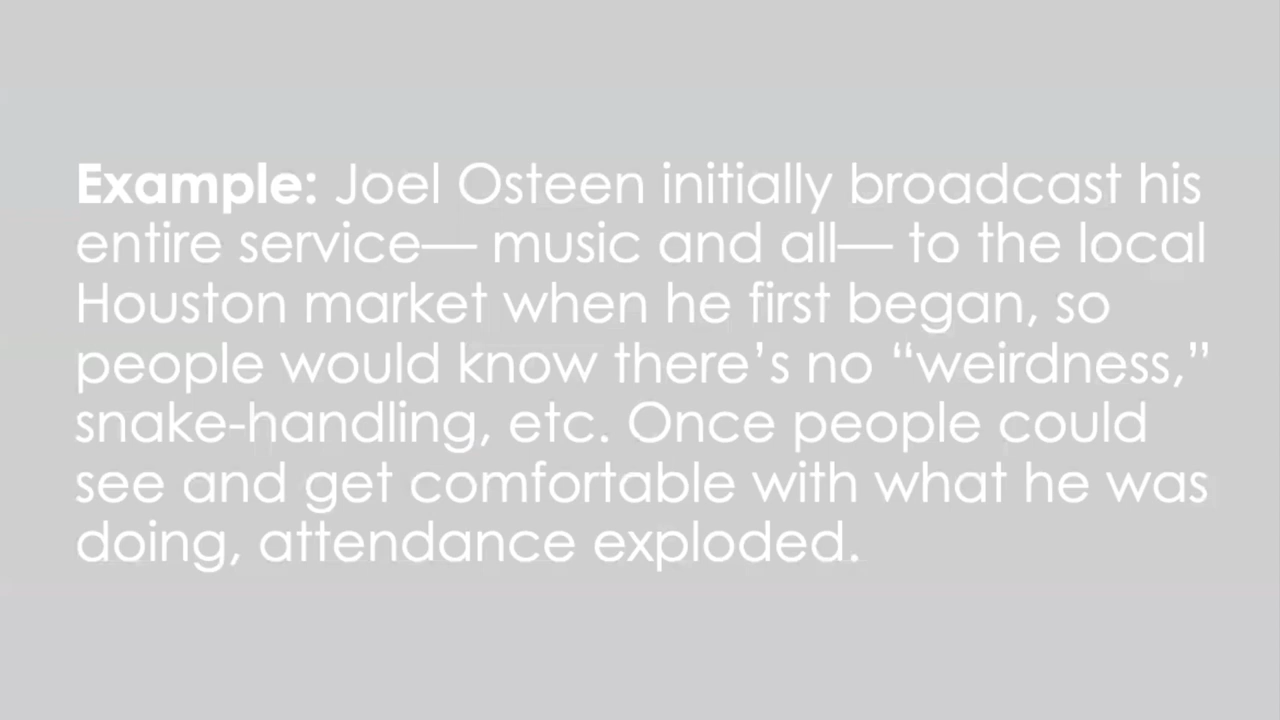 Example: Joel Osteen initially broadcast his
entire service— music and all— to the local
Houston market when he first began, so
people would know there’s no “weirdness,”
snake-handling, etc. Once people could
see and get comfortable with what he was
doing, attendance exploded.